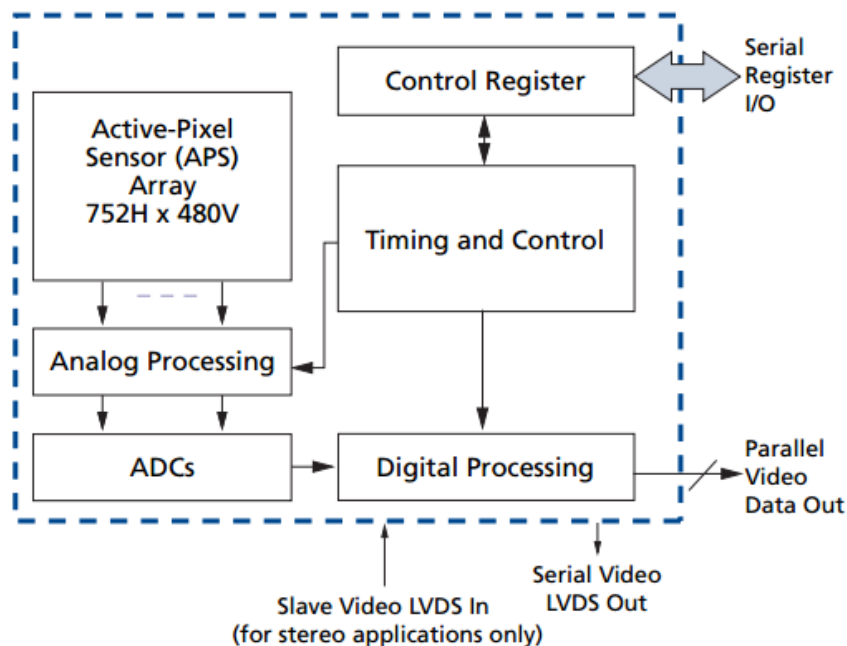 Control Register
Serial
Register
I/O
Active-Pixel
Sensor (APS)
Array
752H x 480V
Timing and Control
Analog Processing
ADCs
Digital Processing
Parallel
Video
Data Out
Slave Video LVDS In
(for stereo applications only)
Serial Video
LVDS Out